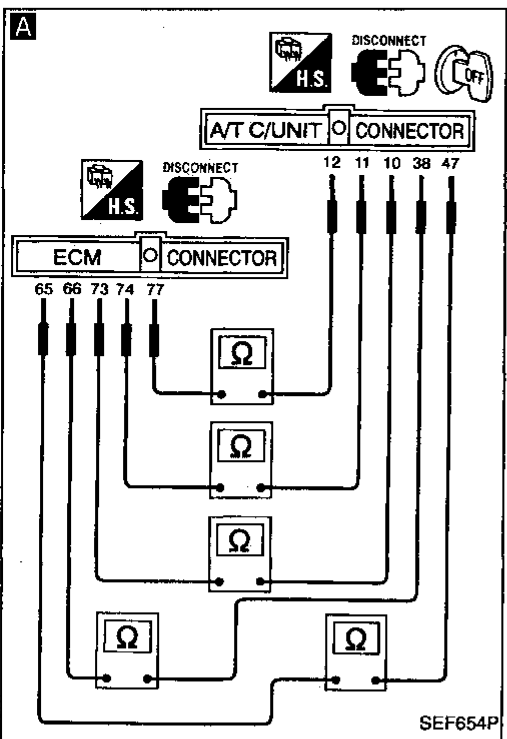 A
DISCONNECT
H.S.
OFF
A/T C/UNIT CONNECTOR
12 11 10 38 47
DISCONNECT
H.S.
ECM CONNECTOR
65 66 73 74 77
Ω
Ω
Ω
Ω Ω
SEF654P